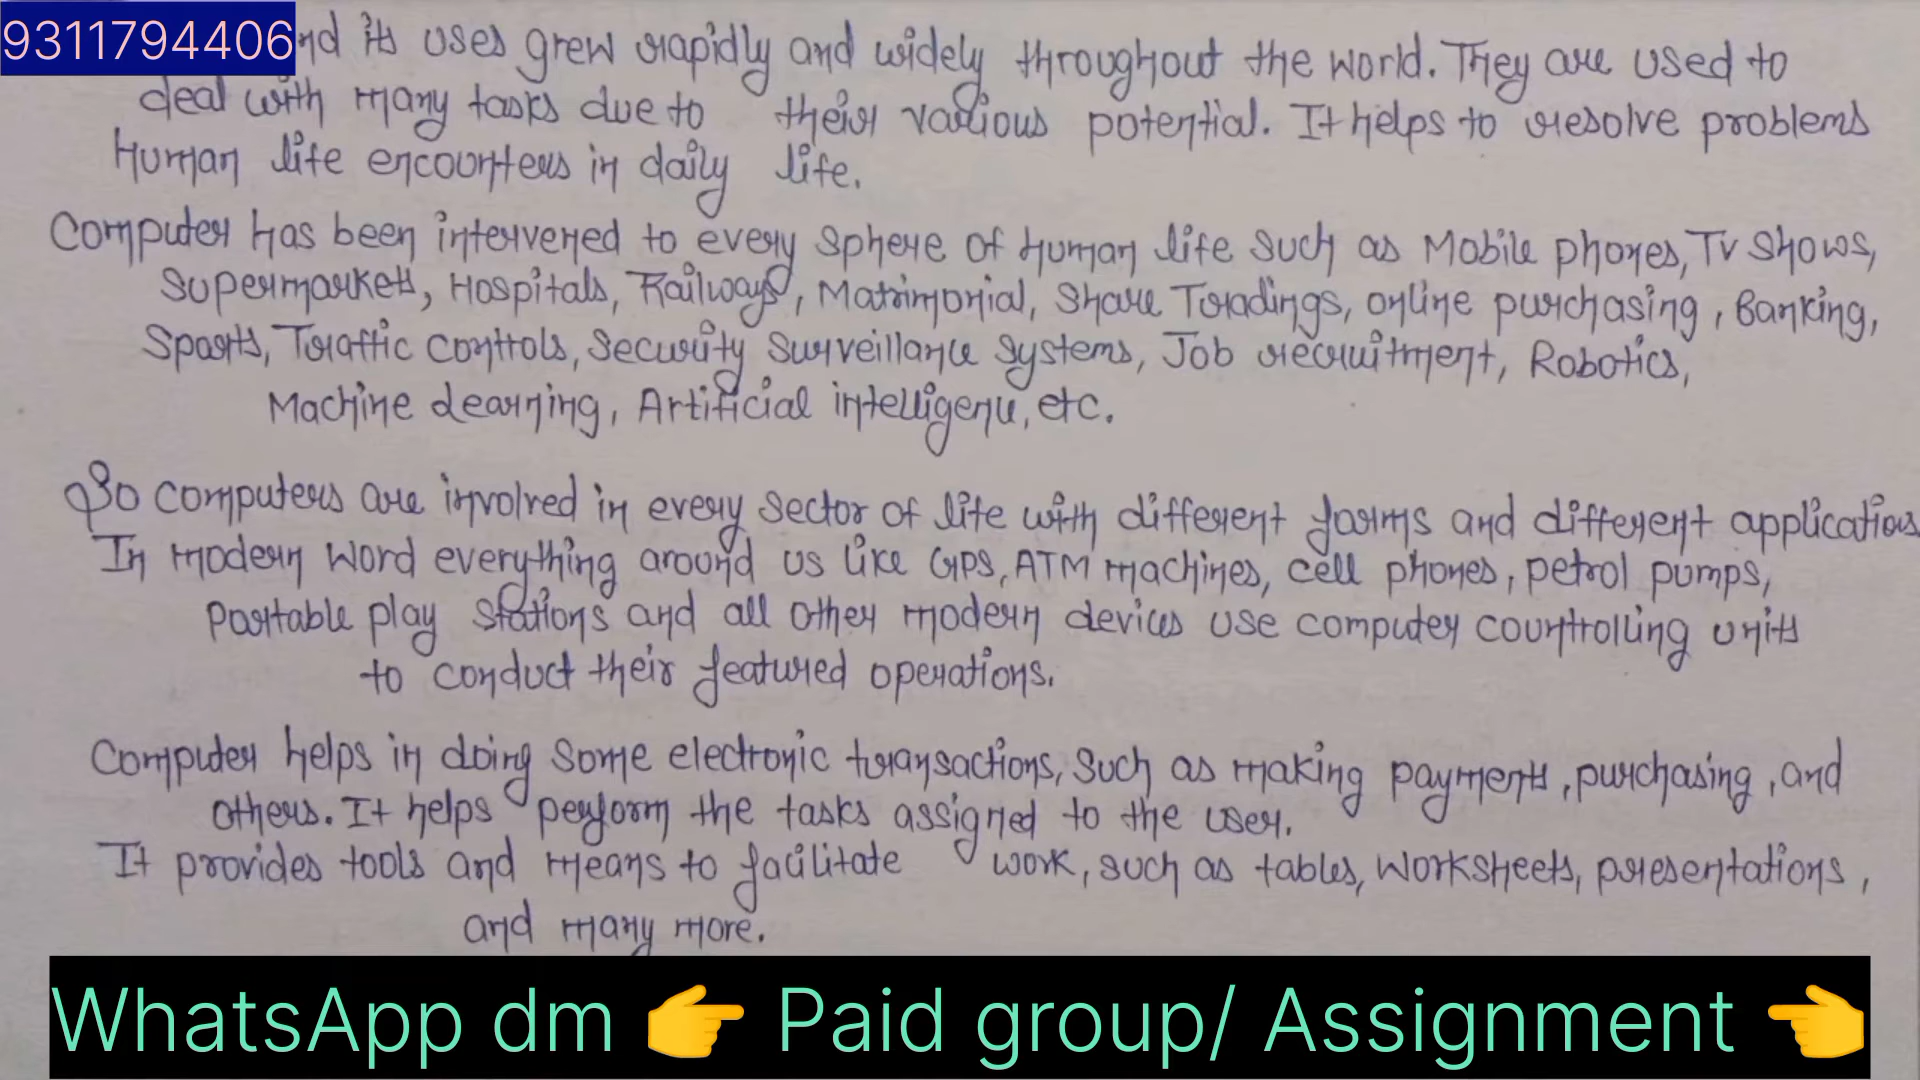 9311794406
nd its uses grew rapidly and widely throughout the world. They are used to
deal with many tasks due to their various potential. It helps to resolve problems
Human life encounters in daily life.
Computer has been intervened to every sphere of human life such as Mobile phones, Tv shows,
Supermarkets, Hospitals, Railways, Matrimonial, Share Tradings, online purchasing, Banking,
Sports, Traffic controls, Security Surveillance systems, Job recruitment, Robotics,
Machine Learning, Artificial intelligence, etc.
So computers are involved in every sector of life with different forms and different applications
In modern word everything around us like GPS, ATM machines, cell phones, petrol pumps,
Portable play stations and all other modern devices use computer countrolling units
to conduct their featured operations.
Computer helps in doing some electronic transactions, such as making payments, purchasing, and
others. It helps perform the tasks assigned to the user.
It provides tools and means to facilitate work, such as tables, worksheets, presentations,
and many more.
WhatsApp dm 👉 Paid group/ Assignment 👈